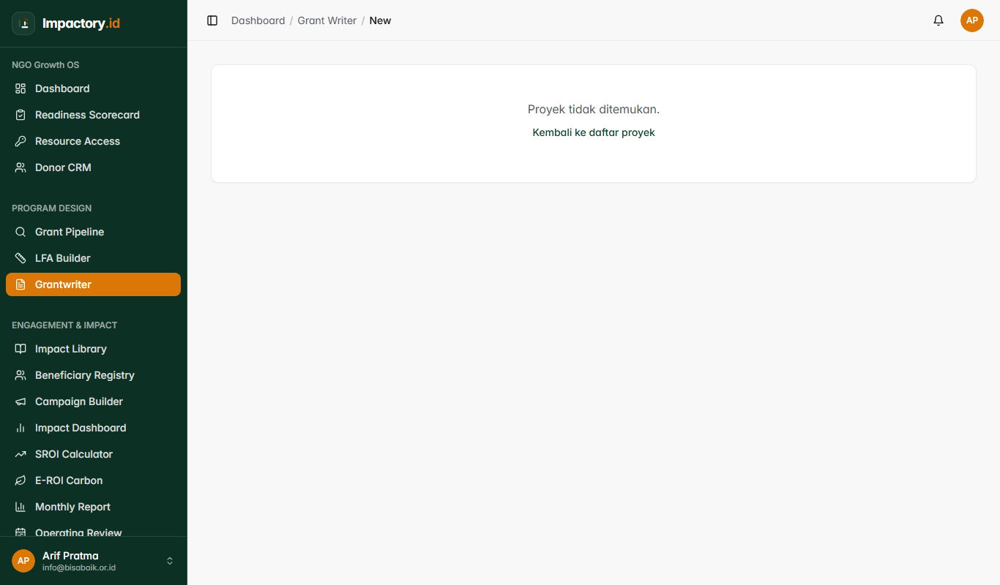 Impactory.id
NGO Growth OS
Dashboard
Readiness Scorecard
Resource Access
Donor CRM
PROGRAM DESIGN
Grant Pipeline
LFA Builder
Grantwriter
ENGAGEMENT & IMPACT
Impact Library
Beneficiary Registry
Campaign Builder
Impact Dashboard
SROI Calculator
E-ROI Carbon
Monthly Report
Operating Review
AP
Arif Pratma
info@bisabaik.or.id
Dashboard / Grant Writer / New
AP
Proyek tidak ditemukan.
Kembali ke daftar proyek